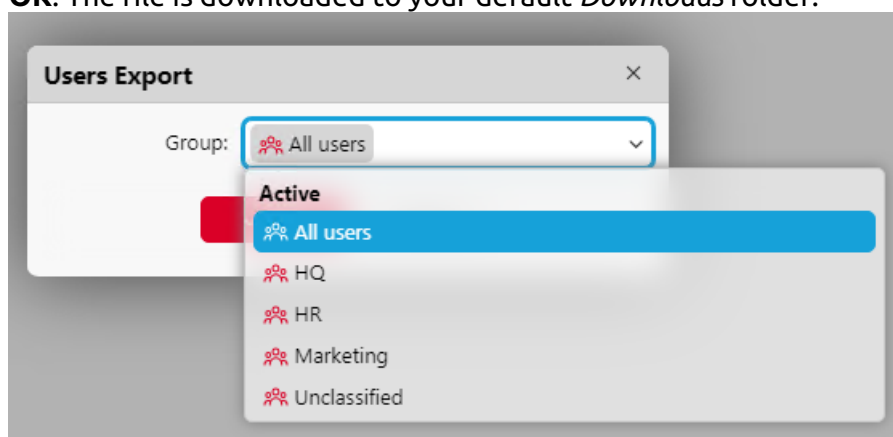 OK. The file is downloaded to your default Downloads folder.
Users Export
Group: All users
Active
All users
HQ
HR
Marketing
Unclassified